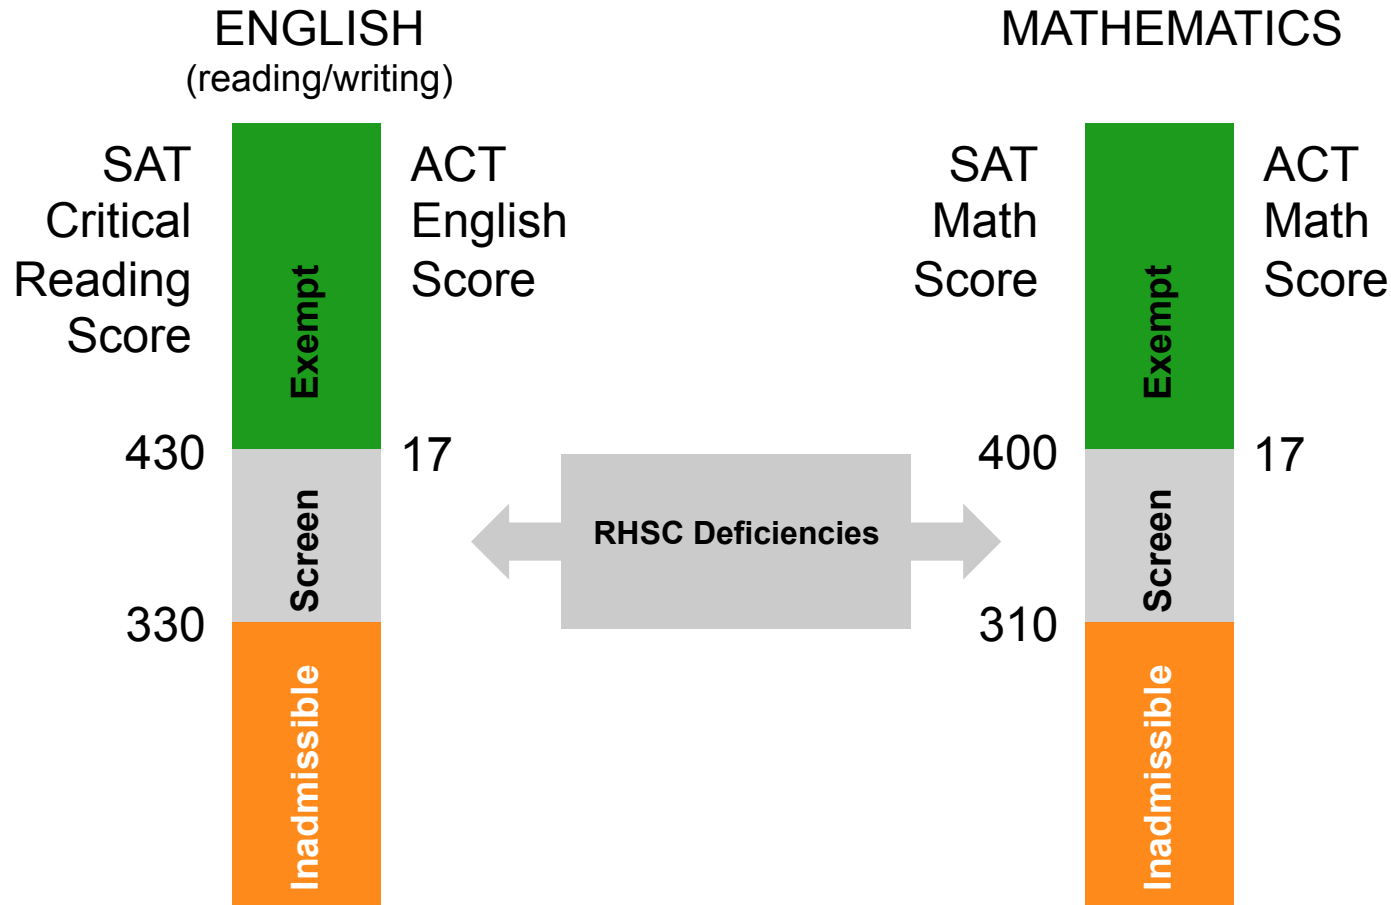 ENGLISH
(reading/writing)
SAT
Critical
Reading
Score
ACT
English
Score
Exempt
430
17
Screen
330
Inadmissible
RHSC Deficiencies
MATHEMATICS
SAT
Math
Score
ACT
Math
Score
Exempt
400
17
Screen
310
Inadmissible